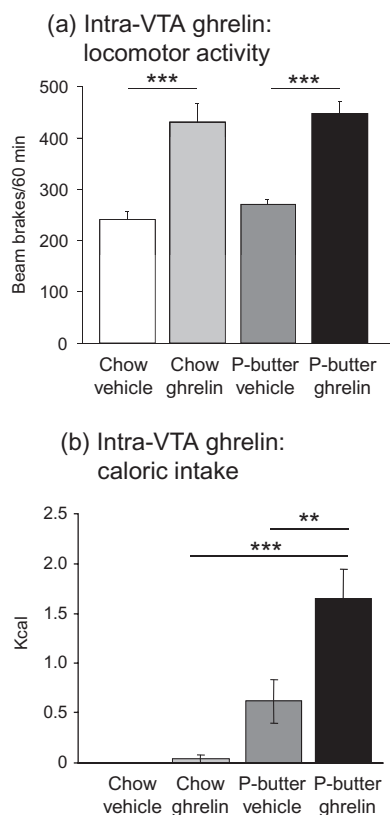 (a) Intra-VTA ghrelin:
locomotor activity
***
***
500
400
300
200
100
0
Beam brakes/60 min
Chow vehicle
Chow ghrelin
P-butter vehicle
P-butter ghrelin
(b) Intra-VTA ghrelin:
caloric intake
**
***
2.5
2.0
1.5
1.0
0.5
0
Kcal
Chow vehicle
Chow ghrelin
P-butter vehicle
P-butter ghrelin